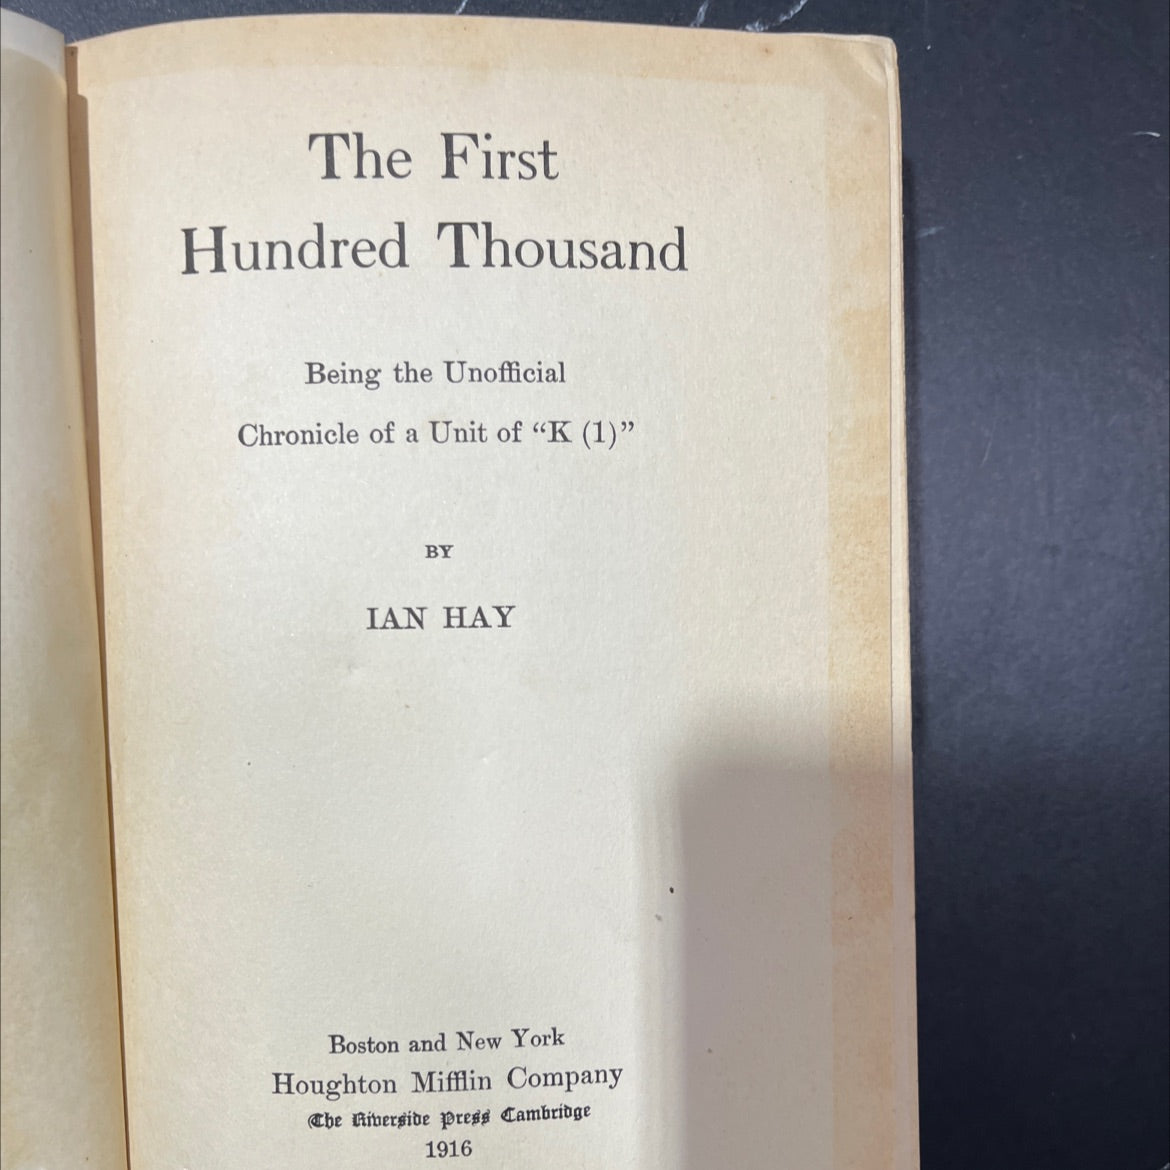 The First
Hundred Thousand
Being the Unofficial
Chronicle of a Unit of “K (1)”
BY
IAN HAY
Boston and New York
Houghton Mifflin Company
The Riverside Press Cambridge
1916